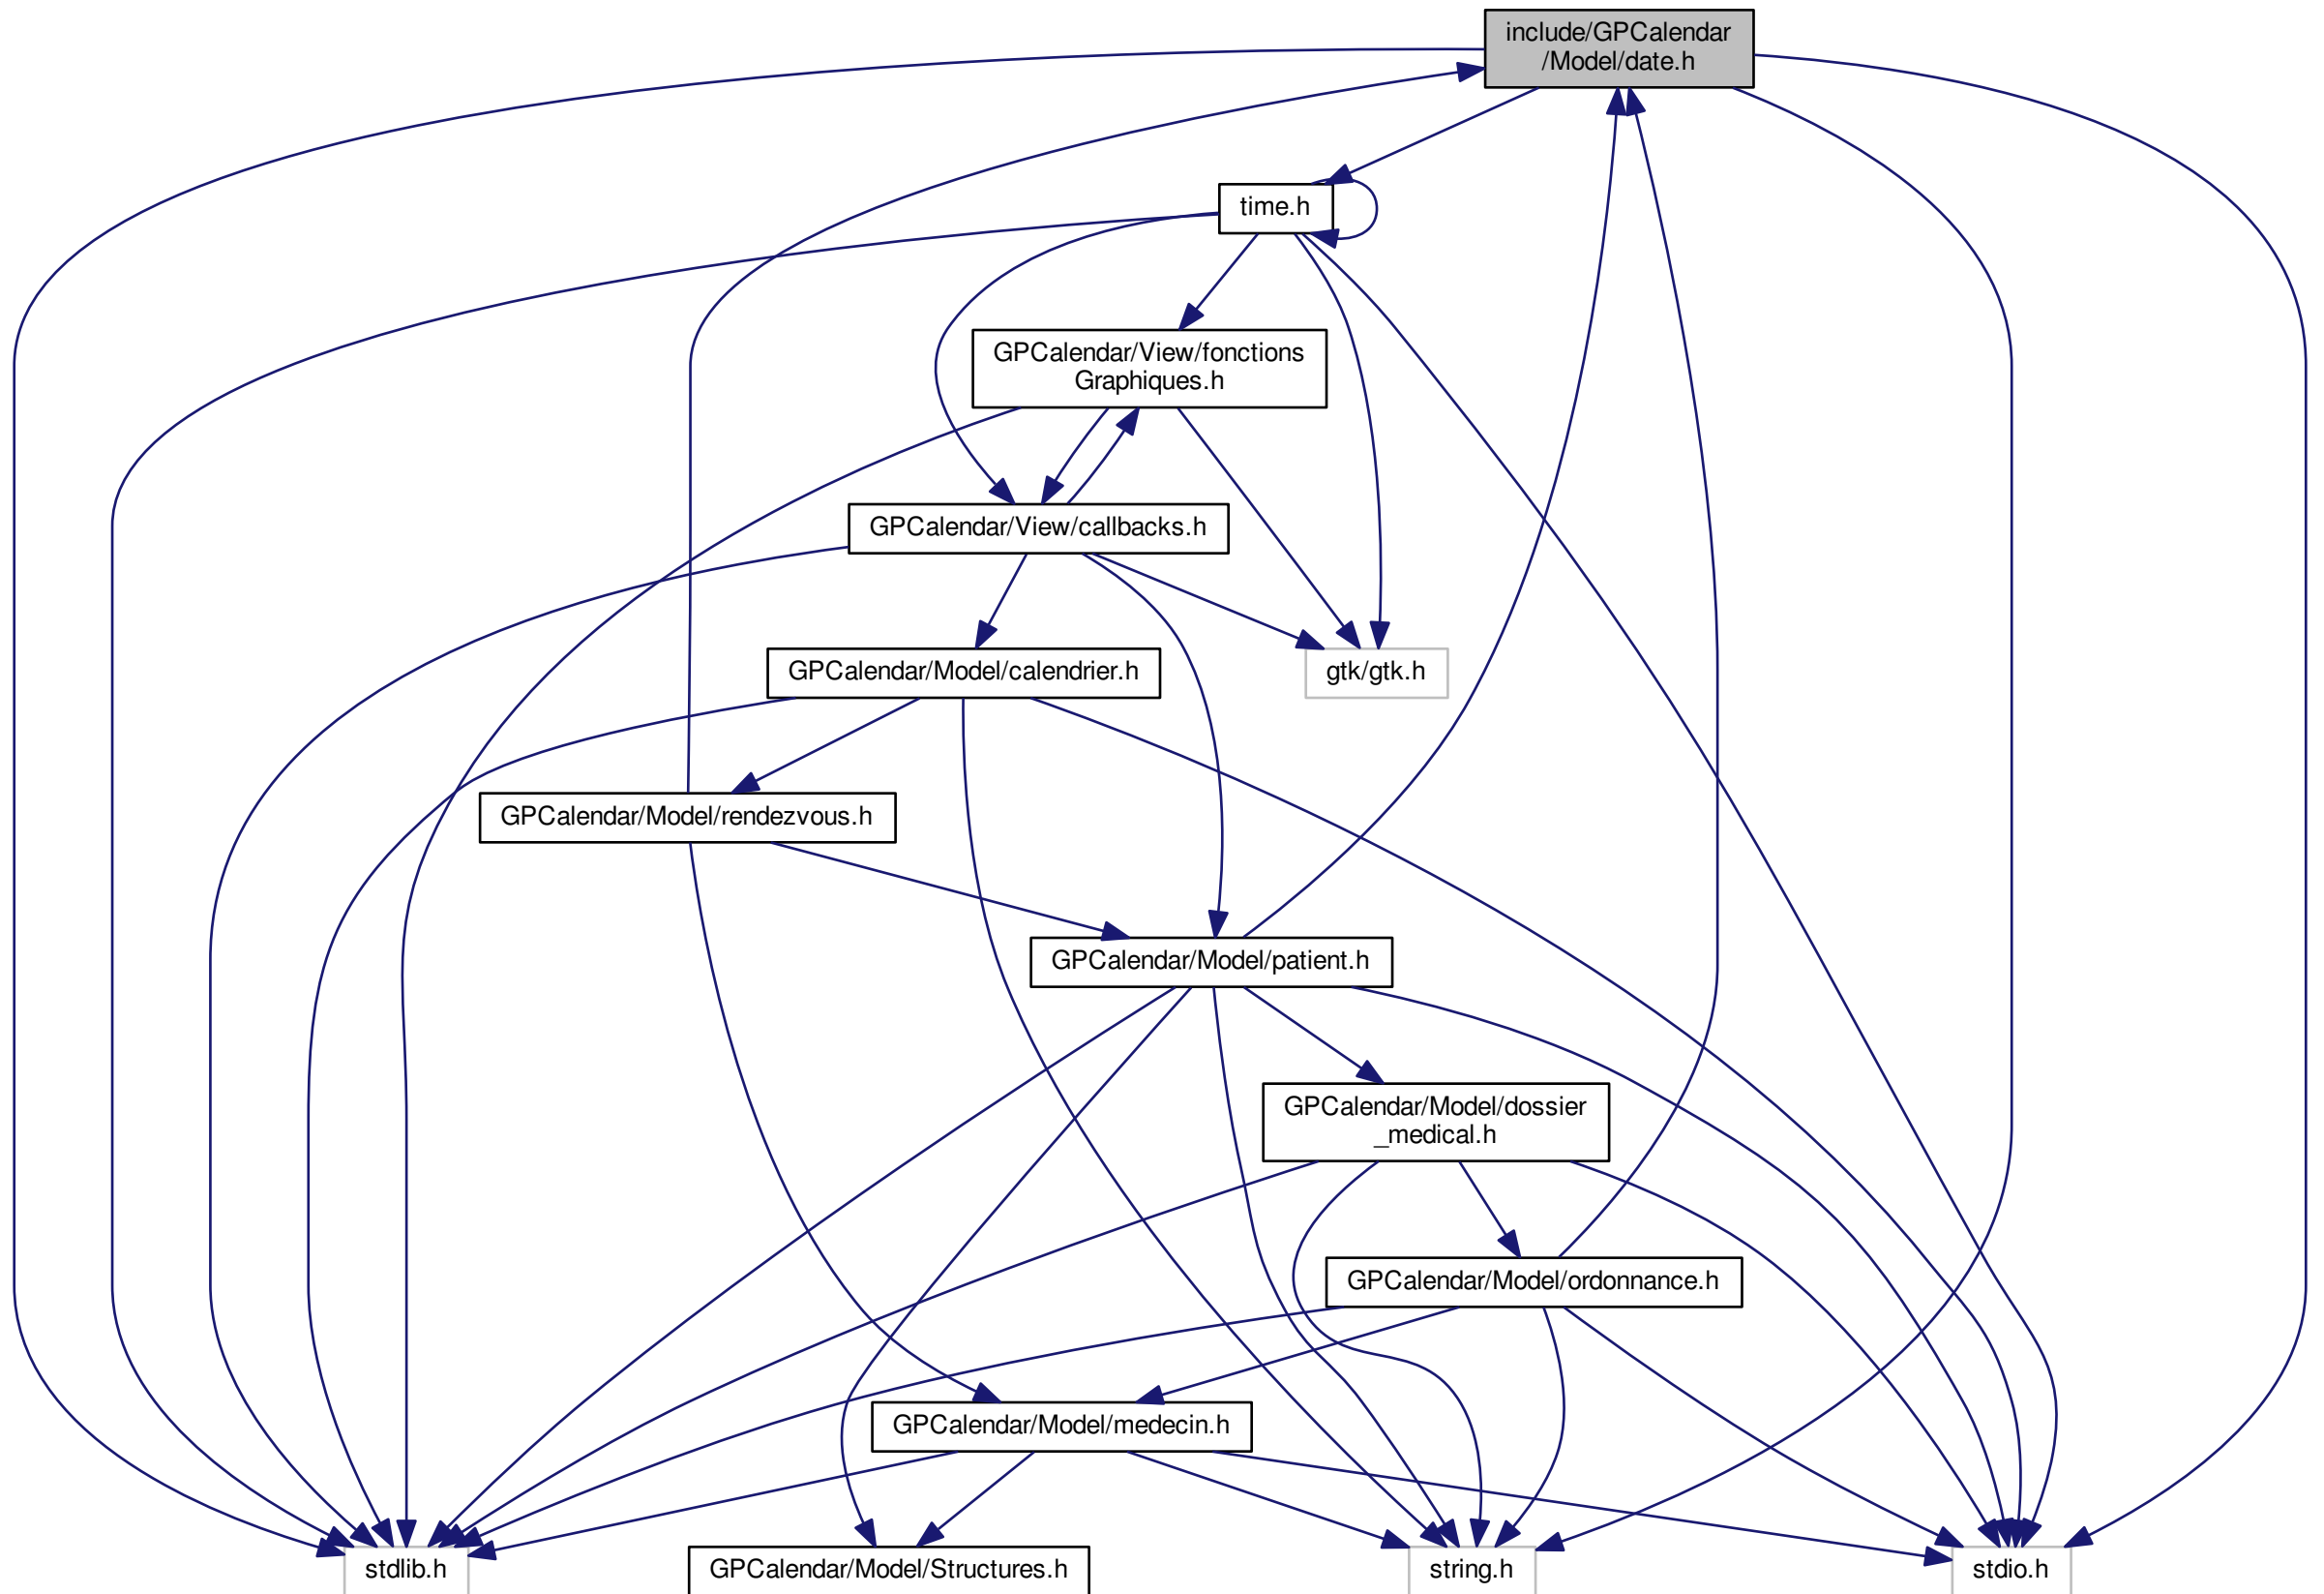 include/GPCalendar
/Model/date.h
time.h
GPCalendar/View/fonctions
Graphiques.h
GPCalendar/View/callbacks.h
GPCalendar/Model/calendrier.h
gtk/gtk.h
GPCalendar/Model/rendezvous.h
GPCalendar/Model/patient.h
GPCalendar/Model/dossier
_medical.h
GPCalendar/Model/ordonnance.h
GPCalendar/Model/medecin.h
stdlib.h
GPCalendar/Model/Structures.h
string.h
stdio.h